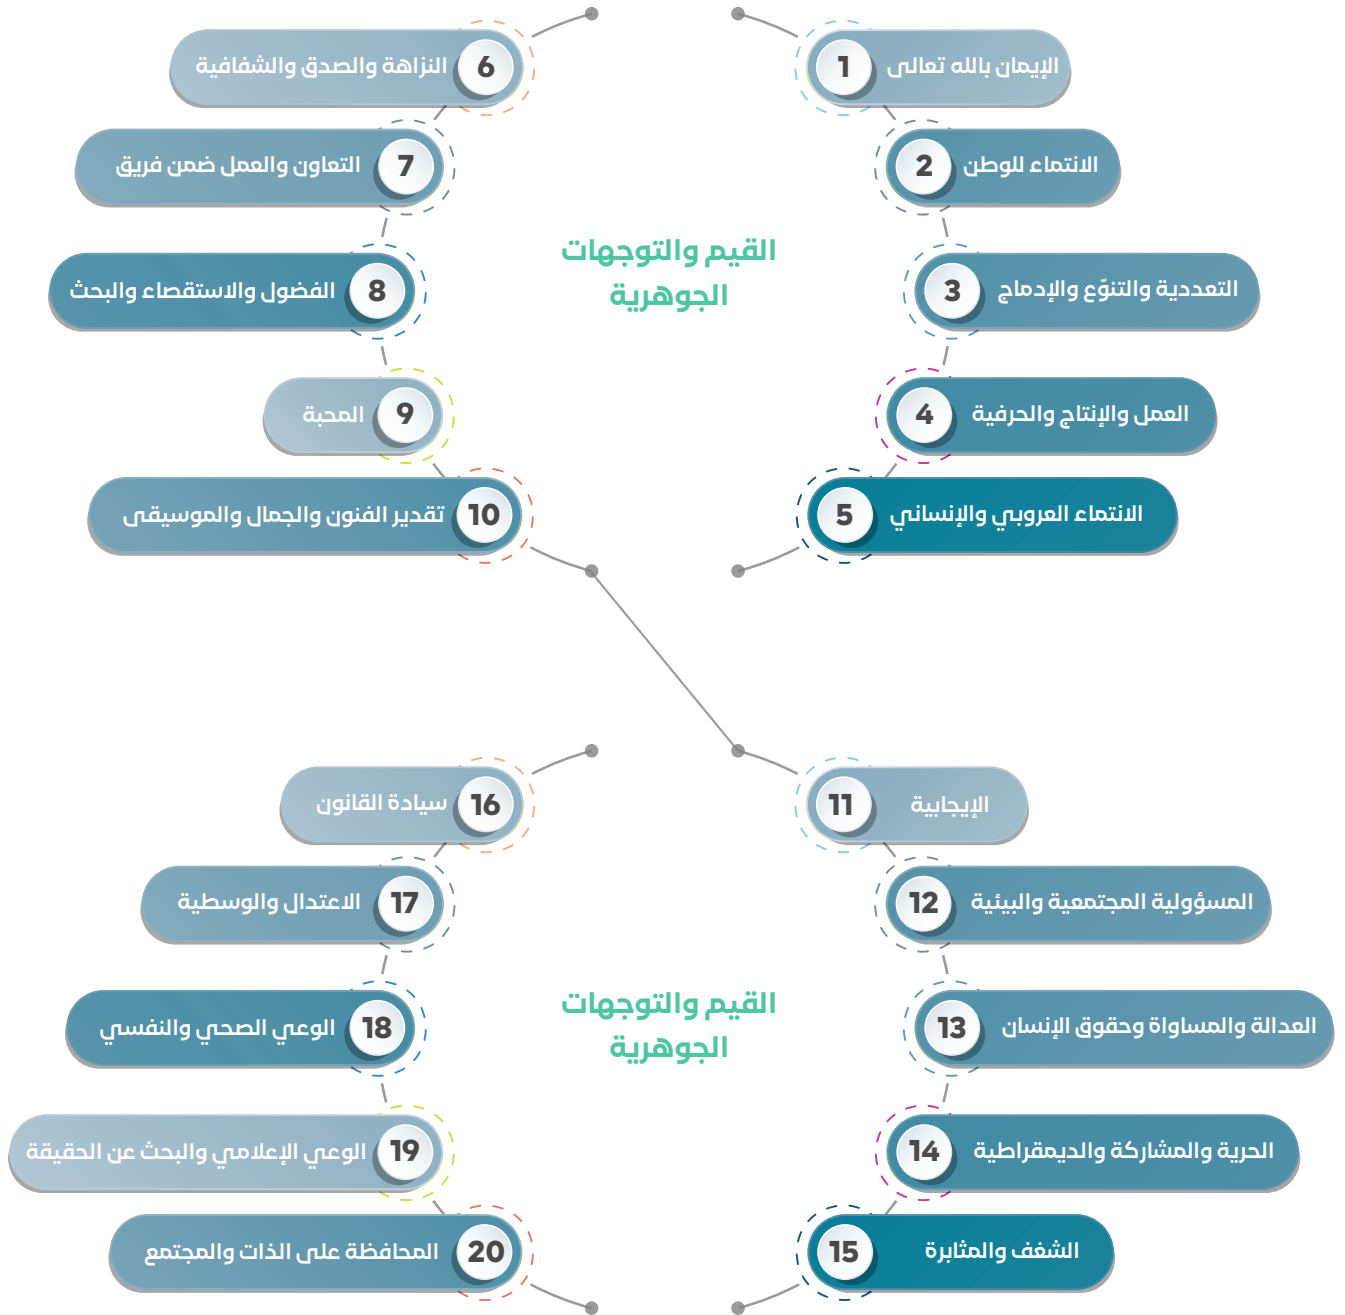 القيم والتوجهات
الجوهرية
1 الإيمان بالله تعالى
2 الانتماء للوطن
3 التعددية والتنوّع والإدماج
4 العمل والإنتاج والحرفية
5 الانتماء العروبي والإنساني
6 النزاهة والصدق والشفافية
7 التعاون والعمل ضمن فريق
8 الفضول والاستقصاء والبحث
9 المحبة
10 تقدير الفنون والجمال والموسيقى
القيم والتوجهات
الجوهرية
11 الإيجابية
12 المسؤولية المجتمعية والبيئية
13 العدالة والمساواة وحقوق الإنسان
14 الحرية والمشاركة والديمقراطية
15 الشغف والمثابرة
16 سيادة القانون
17 الاعتدال والوسطية
18 الوعي الصحي والنفسي
19 الوعي الإعلامي والبحث عن الحقيقة
20 المحافظة على الذات والمجتمع